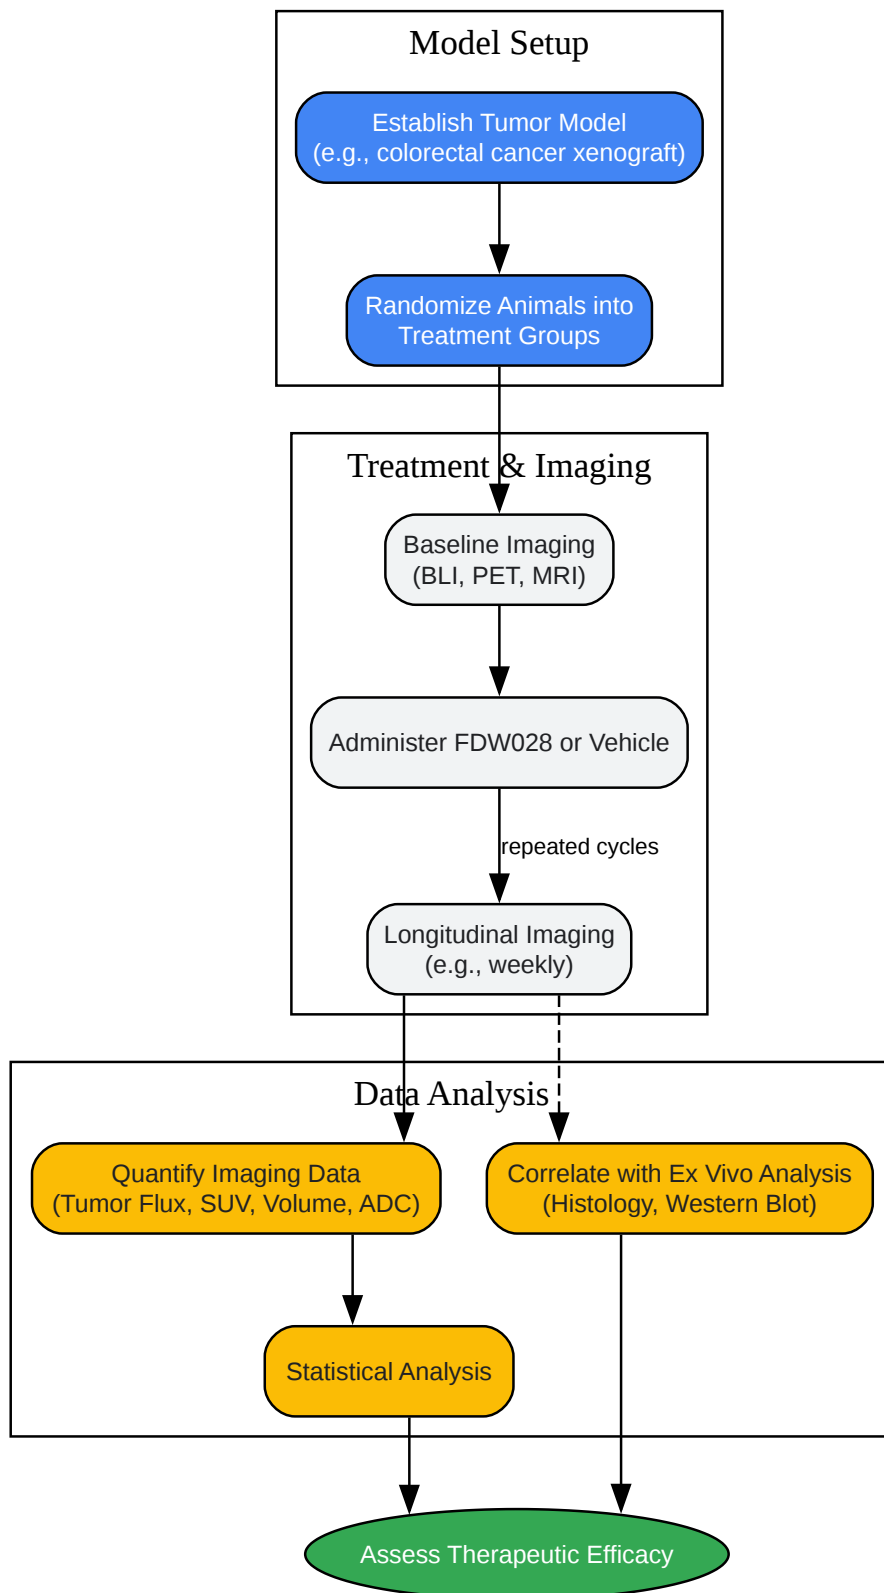 Model Setup
Establish Tumor Model
(e.g., colorectal cancer xenograft)
Randomize Animals into
Treatment Groups
Treatment & Imaging
Baseline Imaging
(BLI, PET, MRI)
Administer FDW028 or Vehicle
repeated cycles
Longitudinal Imaging
(e.g., weekly)
Data Analysis
Quantify Imaging Data
(Tumor Flux, SUV, Volume, ADC)
Correlate with Ex Vivo Analysis
(Histology, Western Blot)
Statistical Analysis
Assess Therapeutic Efficacy